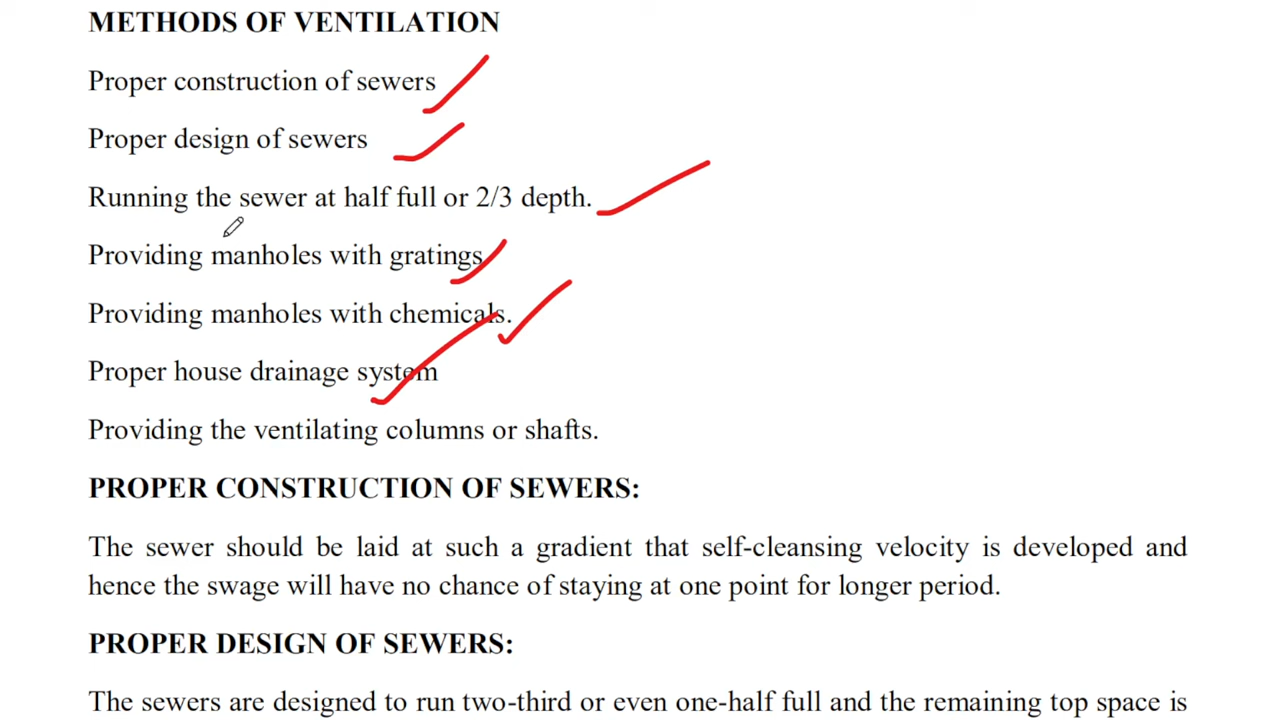 METHODS OF VENTILATION
Proper construction of sewers
Proper design of sewers
Running the sewer at half full or 2/3 depth.
Providing manholes with gratings
Providing manholes with chemicals.
Proper house drainage system
Providing the ventilating columns or shafts.
PROPER CONSTRUCTION OF SEWERS:
The sewer should be laid at such a gradient that self-cleansing velocity is developed and
hence the swage will have no chance of staying at one point for longer period.
PROPER DESIGN OF SEWERS:
The sewers are designed to run two-third or even one-half full and the remaining top space is